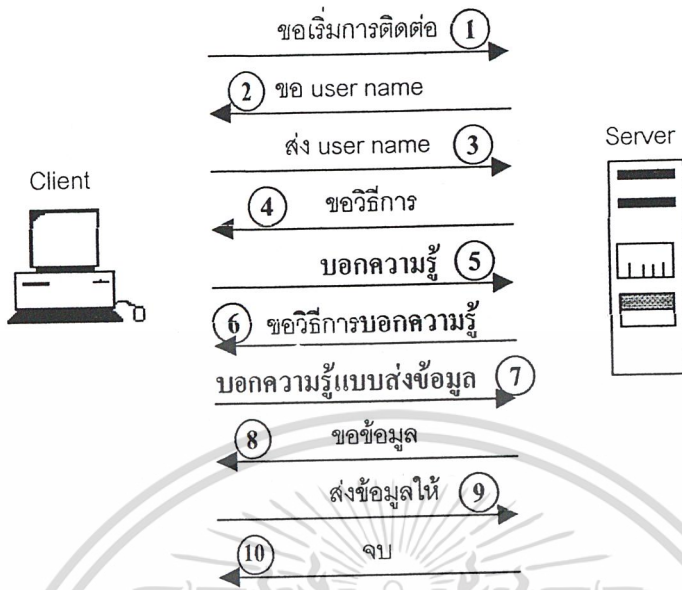 ขอเริ่มการติดต่อ 1
2 ขอ user name
ส่ง user name 3
Server
Client
4 ขอวิธีการ
บอกความรู้ 5
6 ขอวิธีการบอกความรู้
บอกความรู้แบบส่งข้อมูล 7
8 ขอข้อมูล
ส่งข้อมูลให้ 9
10 จบ